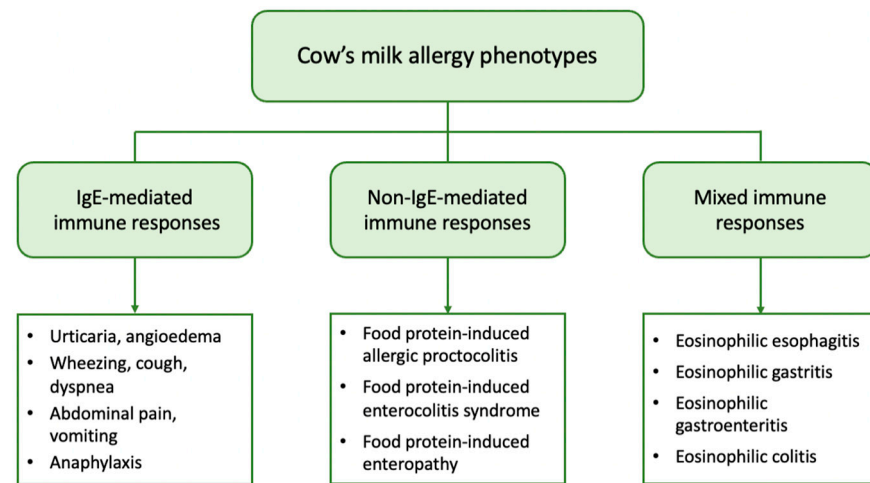 Cow's milk allergy phenotypes
IgE-mediated
immune responses
Non-IgE-mediated
immune responses
Mixed immune
responses
• Urticaria, angioedema
• Wheezing, cough,
dyspnea
• Abdominal pain,
vomiting
• Anaphylaxis
• Food protein-induced
allergic proctocolitis
• Food protein-induced
enterocolitis syndrome
• Food protein-induced
enteropathy
• Eosinophilic esophagitis
• Eosinophilic gastritis
• Eosinophilic
gastroenteritis
• Eosinophilic colitis